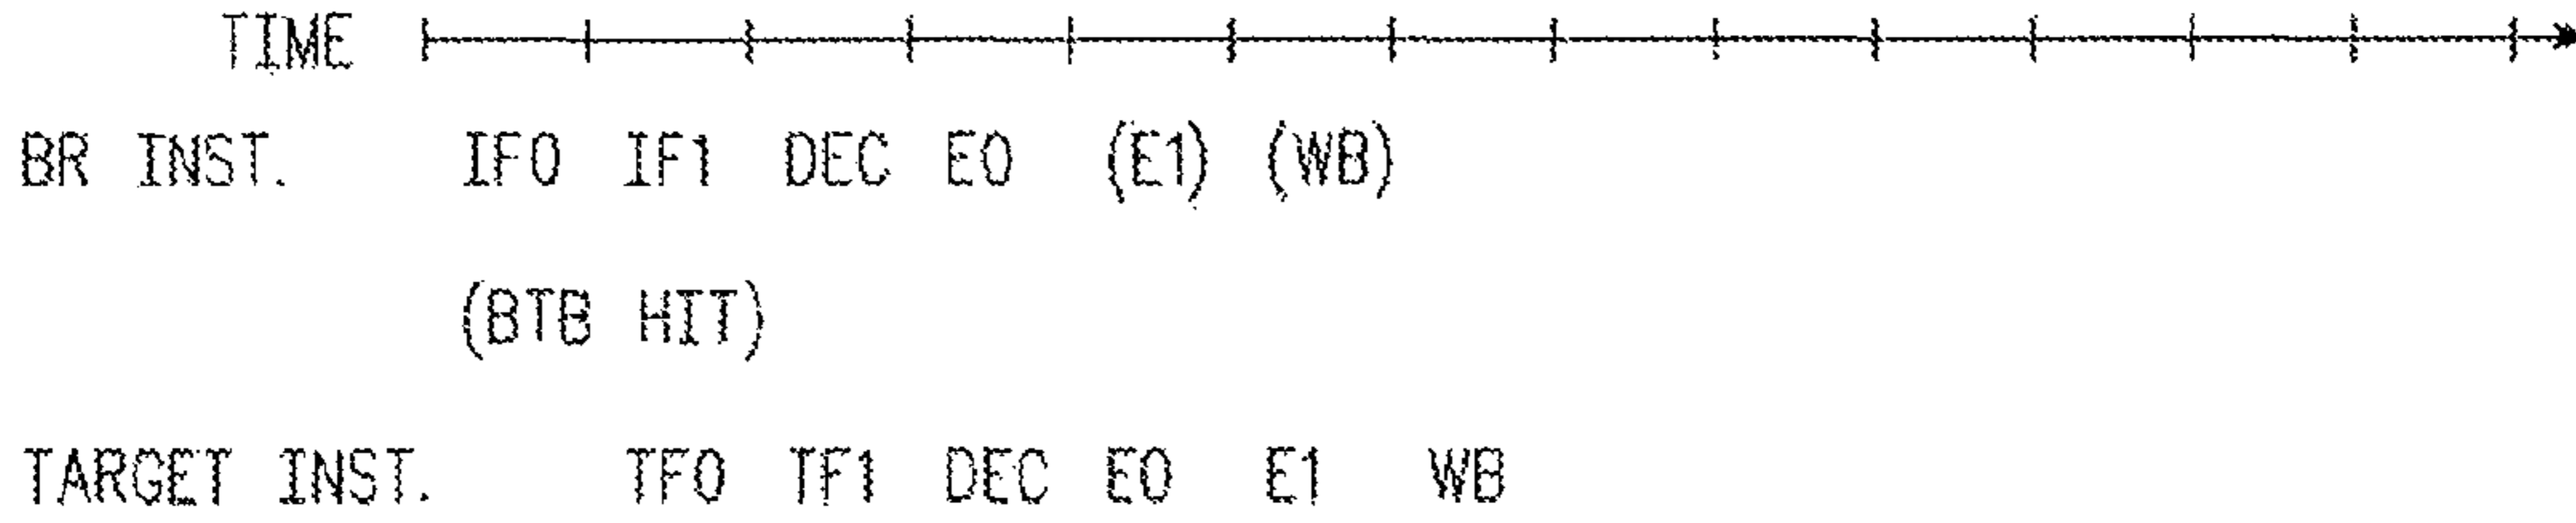 TIME
BR INST. IF0 IF1 DEC E0 (E1) (WB)
(BTB HIT)
TARGET INST. TF0 TF1 DEC E0 E1 WB